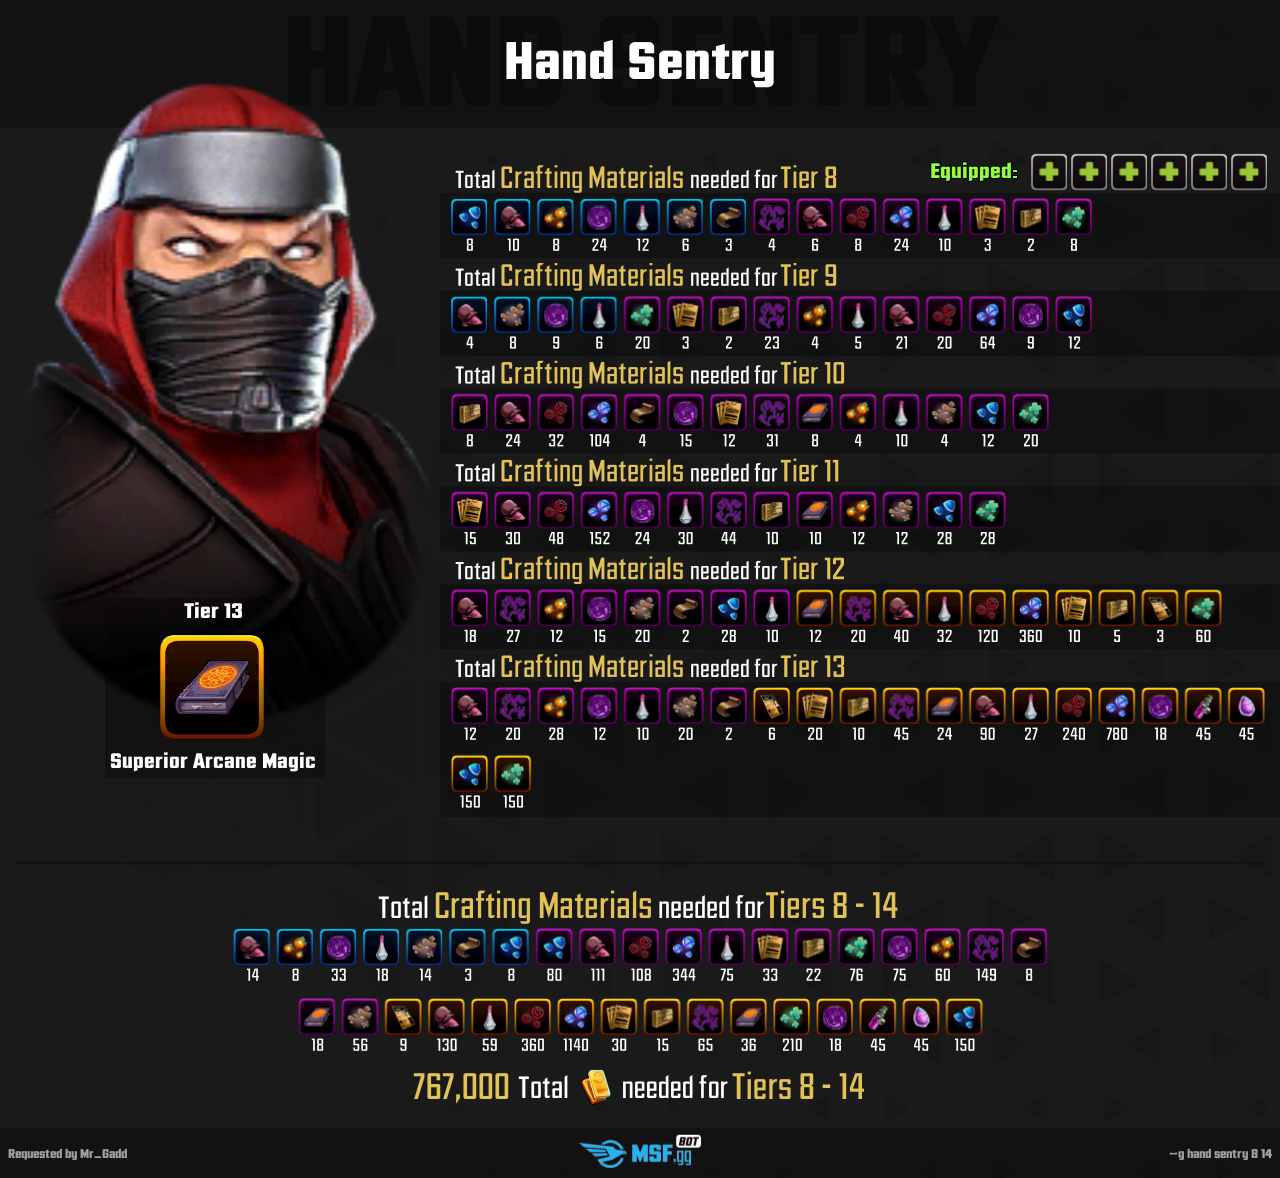 HAND SENTRY
Hand Sentry
Equipped:
Total Crafting Materials needed for Tier 8
8 10 8 24 12 6 3 4 6 8 24 10 3 2 8
Total Crafting Materials needed for Tier 9
4 8 9 6 20 3 2 23 4 5 21 20 64 9 12
Total Crafting Materials needed for Tier 10
8 24 32 104 4 15 12 31 8 4 10 4 12 20
Total Crafting Materials needed for Tier 11
15 30 48 152 24 30 44 10 10 12 12 28 28
Total Crafting Materials needed for Tier 12
18 27 12 15 20 2 28 10 12 20 40 32 120 360 10 5 3 60
Total Crafting Materials needed for Tier 13
12 20 28 12 10 20 2 6 20 10 45 24 90 27 240 780 18 45 45
150 150
Tier 13
Superior Arcane Magic
Total Crafting Materials needed for Tiers 8 - 14
14 8 33 18 14 3 8 80 111 108 344 75 33 22 76 75 60 149 8
18 56 9 130 59 360 1140 30 15 65 36 210 18 45 45 150
767,000 Total needed for Tiers 8 - 14
Requested by Mr_Gadd
MSF.gg BOT
~g hand sentry 8 14